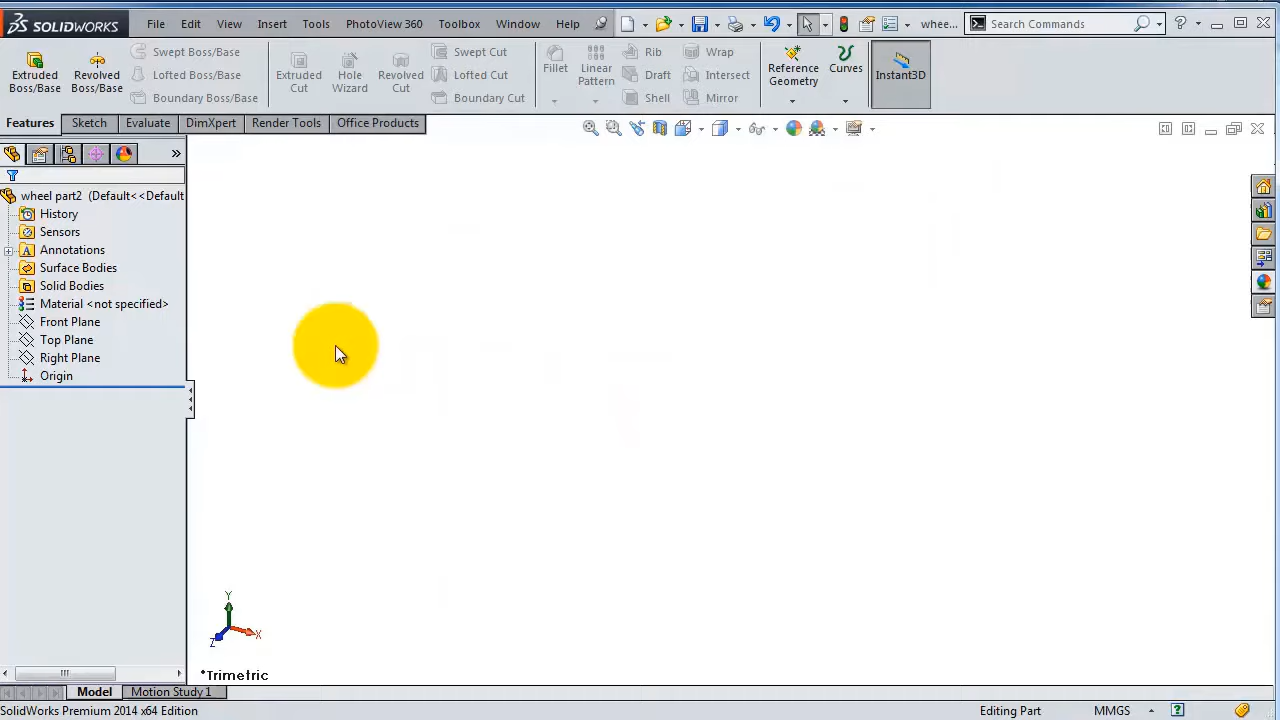 SOLIDWORKS File Edit View Insert Tools PhotoView 360 Toolbox Window Help whee... Search Commands
Extruded Boss/Base
Revolved Boss/Base
Swept Boss/Base
Lofted Boss/Base
Boundary Boss/Base
Extruded Cut
Hole Wizard
Revolved Cut
Swept Cut
Lofted Cut
Boundary Cut
Fillet
Linear Pattern
Rib
Draft
Shell
Wrap
Intersect
Mirror
Reference Geometry
Curves
Instant3D
Features Sketch Evaluate DimXpert Render Tools Office Products
wheel part2 (Default<<Default
History
Sensors
Annotations
Surface Bodies
Solid Bodies
Material <not specified>
Front Plane
Top Plane
Right Plane
Origin
Y
X
Z
*Trimetric
Model Motion Study 1
SolidWorks Premium 2014 x64 Edition Editing Part MMGS